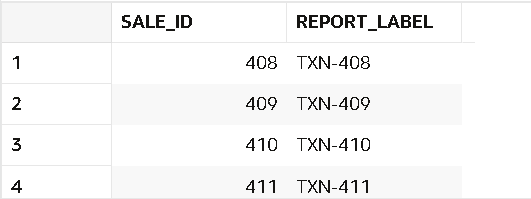 SALE_ID REPORT_LABEL
1 408 TXN-408
2 409 TXN-409
3 410 TXN-410
4 411 TXN-411